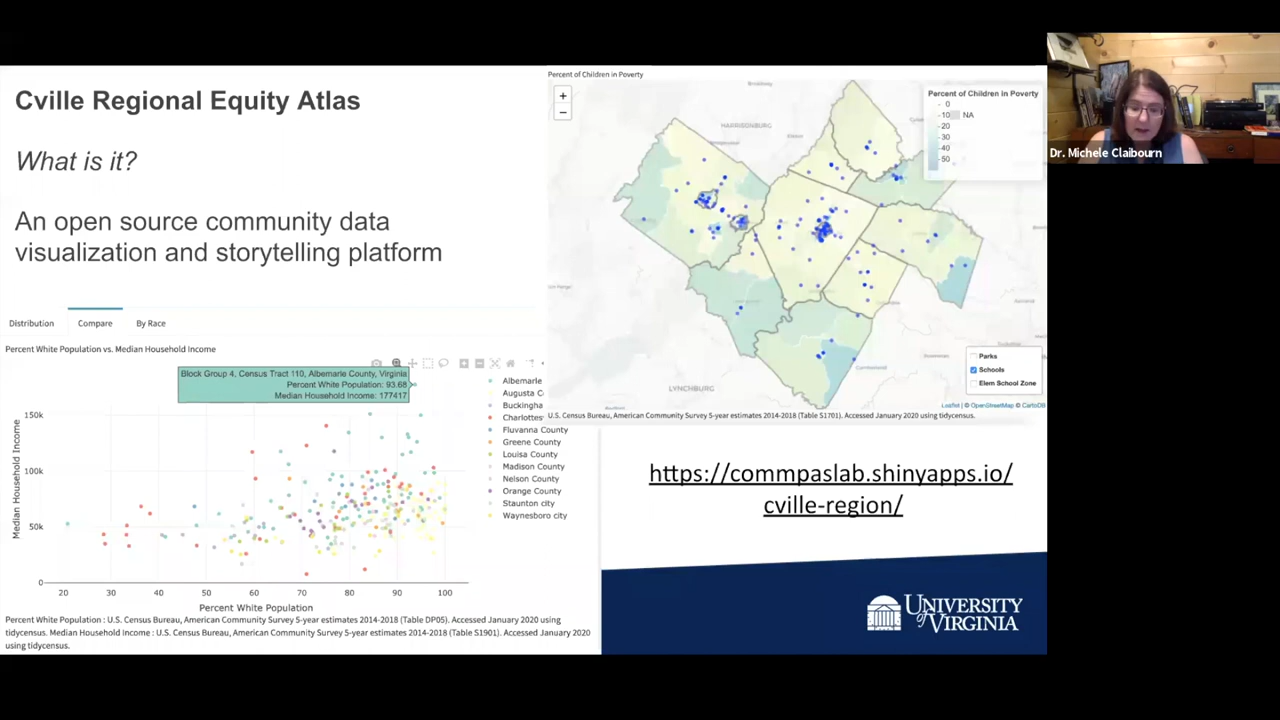 Cville Regional Equity Atlas
What is it?
An open source community data
visualization and storytelling platform
Distribution
Compare
By Race
Percent White Population vs. Median Household Income
Block Group 4, Census Tract 110, Albemarle County, Virginia
Percent White Population: 93.68
Median Household Income: 177417
Median Household Income
150k
100k
50k
0
20 30 40 50 60 70 80 90 100
Percent White Population
Albemarle
Augusta C
Buckingha
Charlottes
Fluvanna County
Greene County
Louisa County
Madison County
Nelson County
Orange County
Staunton city
Waynesboro city
Percent White Population : U.S. Census Bureau, American Community Survey 5-year estimates 2014-2018 (Table DP05). Accessed January 2020 using
tidycensus. Median Household Income : U.S. Census Bureau, American Community Survey 5-year estimates 2014-2018 (Table S1901). Accessed January 2020 using
tidycensus.
Percent of Children in Poverty
+
−
HARRISONBURG
LYNCHBURG
Percent of Children In Poverty
0
10
20
30
40
50
NA
Parks
Schools
Elem School Zone
Leaflet | © OpenStreetMap © CartoDB
U.S. Census Bureau, American Community Survey 5-year estimates 2014-2018 (Table S1701). Accessed January 2020 using tidycensus.
https://commpaslab.shinyapps.io/
cville-region/
UNIVERSITY
of VIRGINIA
Dr. Michele Claibourn